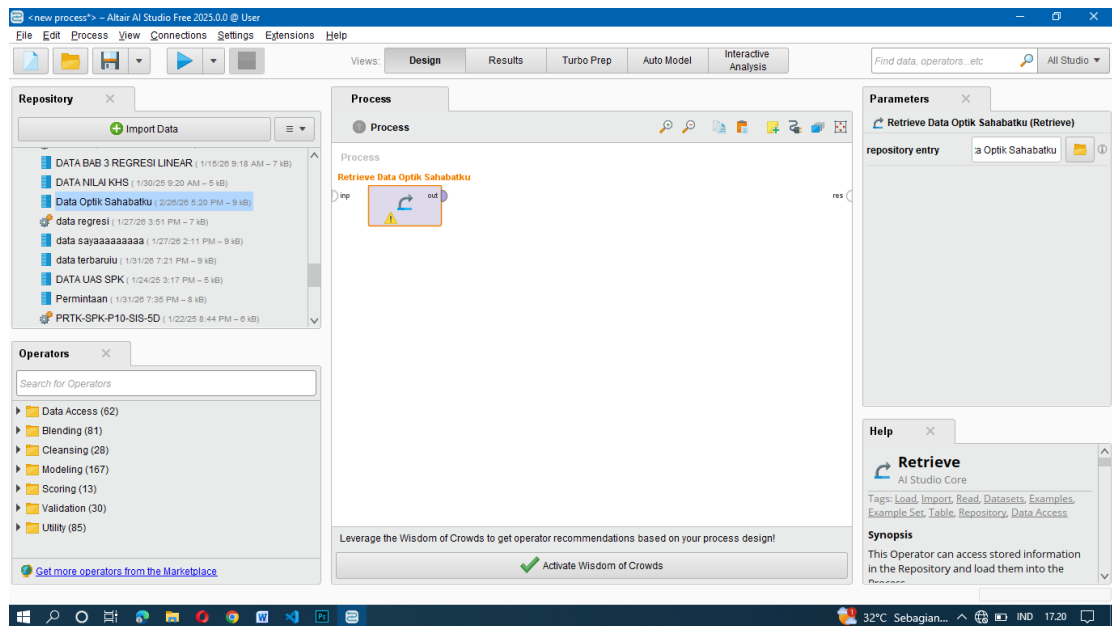 <new process*> – Altair AI Studio Free 2025.0.0 @ User
File Edit Process View Connections Settings Extensions Help
Views: Design Results Turbo Prep Auto Model Interactive Analysis
Find data, operators...etc All Studio
Repository
Import Data
DATA BAB 3 REGRESI LINEAR ( 1/15/26 9:18 AM – 7 kB)
DATA NILAI KHS ( 1/30/25 9:20 AM – 5 kB)
Data Optik Sahabatku ( 2/26/26 5:20 PM – 9 kB)
data regresi ( 1/27/26 3:51 PM – 7 kB)
data sayaaaaaaaaa ( 1/27/26 2:11 PM – 9 kB)
data terbaruiu ( 1/31/26 7:21 PM – 9 kB)
DATA UAS SPK ( 1/24/25 3:17 PM – 5 kB)
Permintaan ( 1/31/26 7:35 PM – 8 kB)
PRTK-SPK-P10-SIS-5D ( 1/22/25 8:44 PM – 6 kB)
Operators
Search for Operators
Data Access (62)
Blending (81)
Cleansing (28)
Modeling (167)
Scoring (13)
Validation (30)
Utility (85)
Get more operators from the Marketplace
Process
Process
Process
Retrieve Data Optik Sahabatku
inp out res
Leverage the Wisdom of Crowds to get operator recommendations based on your process design!
Activate Wisdom of Crowds
Parameters
Retrieve Data Optik Sahabatku (Retrieve)
repository entry :a Optik Sahabatku
Help
Retrieve
AI Studio Core
Tags: Load, Import, Read, Datasets, Examples,
Example Set, Table, Repository, Data Access
Synopsis
This Operator can access stored information
in the Repository and load them into the
Process
32°C Sebagian... IND 17.20